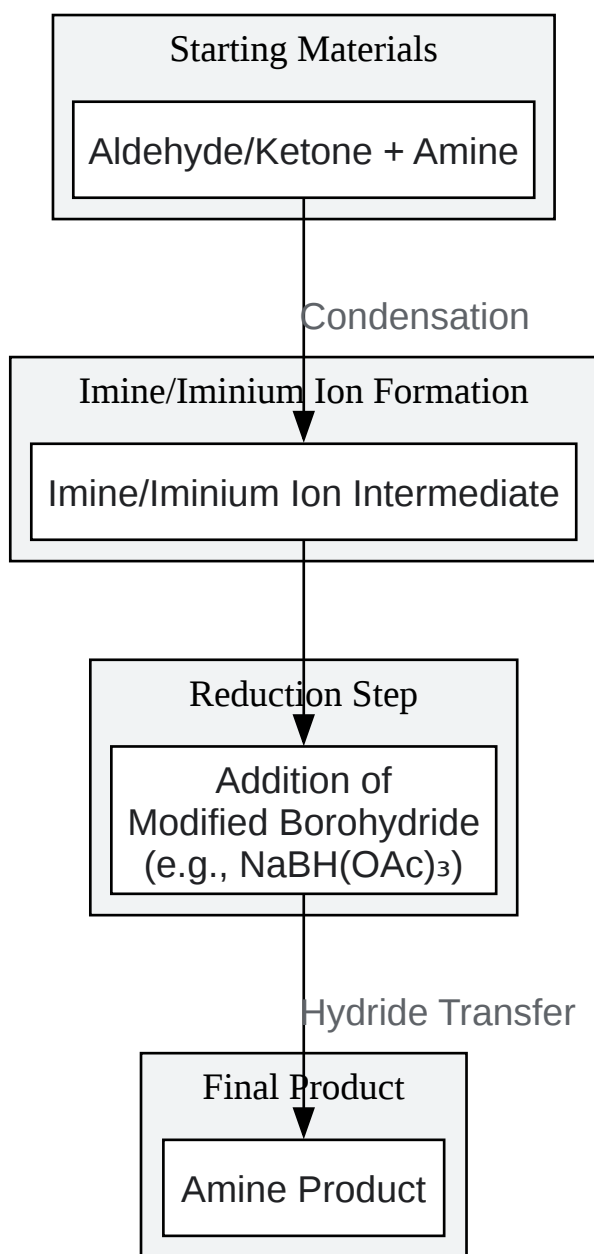 Starting Materials
Aldehyde/Ketone + Amine
Condensation
Imine/Iminium Ion Formation
Imine/Iminium Ion Intermediate
Reduction Step
Addition of
Modified Borohydride
(e.g., NaBH(OAc)₃)
Hydride Transfer
Final Product
Amine Product